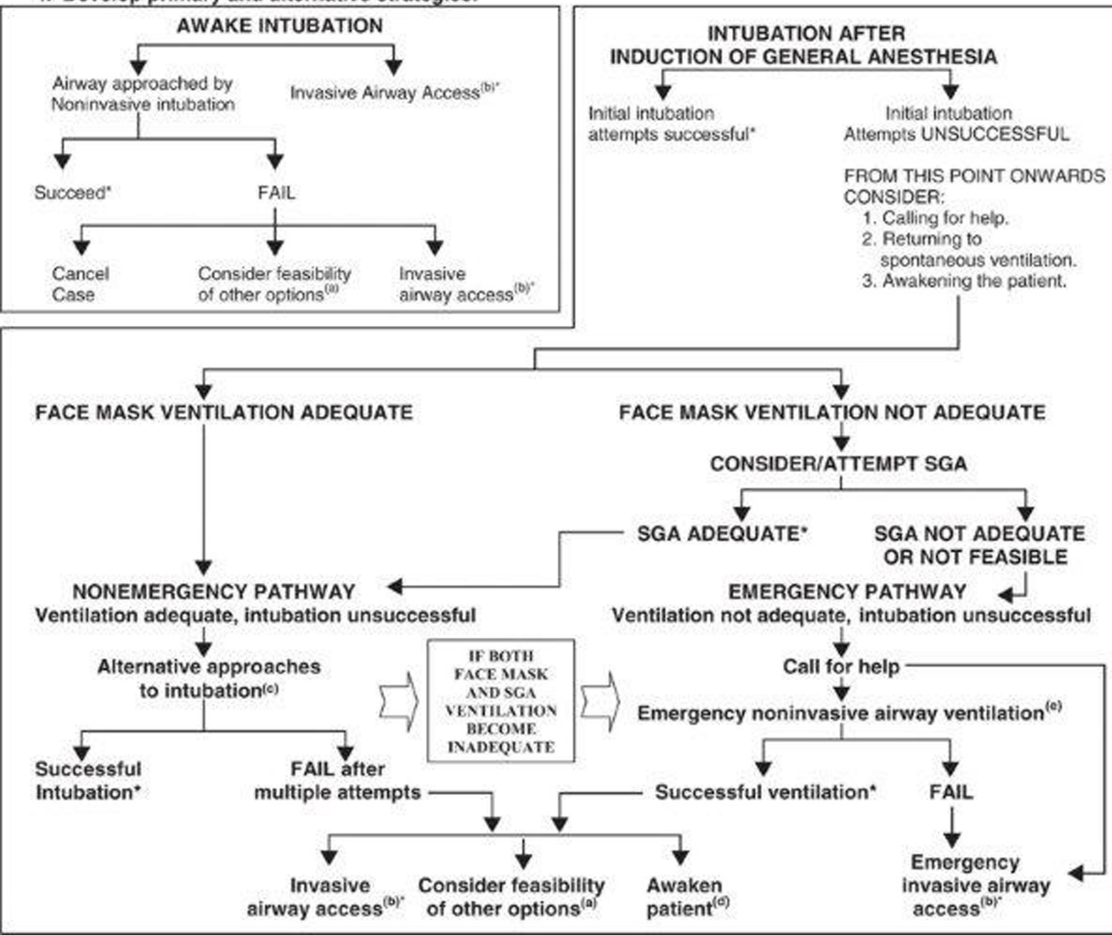 4. Develop primary and alternative strategies:
AWAKE INTUBATION
Airway approached by
Noninvasive intubation
Invasive Airway Access(b)*
Succeed*
FAIL
Cancel
Case
Consider feasibility
of other options(a)
Invasive
airway access(b)*
INTUBATION AFTER
INDUCTION OF GENERAL ANESTHESIA
Initial intubation
attempts successful*
Initial intubation
Attempts UNSUCCESSFUL
FROM THIS POINT ONWARDS
CONSIDER:
1. Calling for help.
2. Returning to
spontaneous ventilation.
3. Awakening the patient.
FACE MASK VENTILATION ADEQUATE
FACE MASK VENTILATION NOT ADEQUATE
CONSIDER/ATTEMPT SGA
SGA ADEQUATE*
SGA NOT ADEQUATE
OR NOT FEASIBLE
NONEMERGENCY PATHWAY
Ventilation adequate, intubation unsuccessful
EMERGENCY PATHWAY
Ventilation not adequate, intubation unsuccessful
Alternative approaches
to intubation(c)
IF BOTH
FACE MASK
AND SGA
VENTILATION
BECOME
INADEQUATE
Call for help
Emergency noninvasive airway ventilation(e)
Successful
Intubation*
FAIL after
multiple attempts
Successful ventilation*
FAIL
Invasive
airway access(b)*
Consider feasibility
of other options(a)
Awaken
patient(d)
Emergency
invasive airway
access(b)*